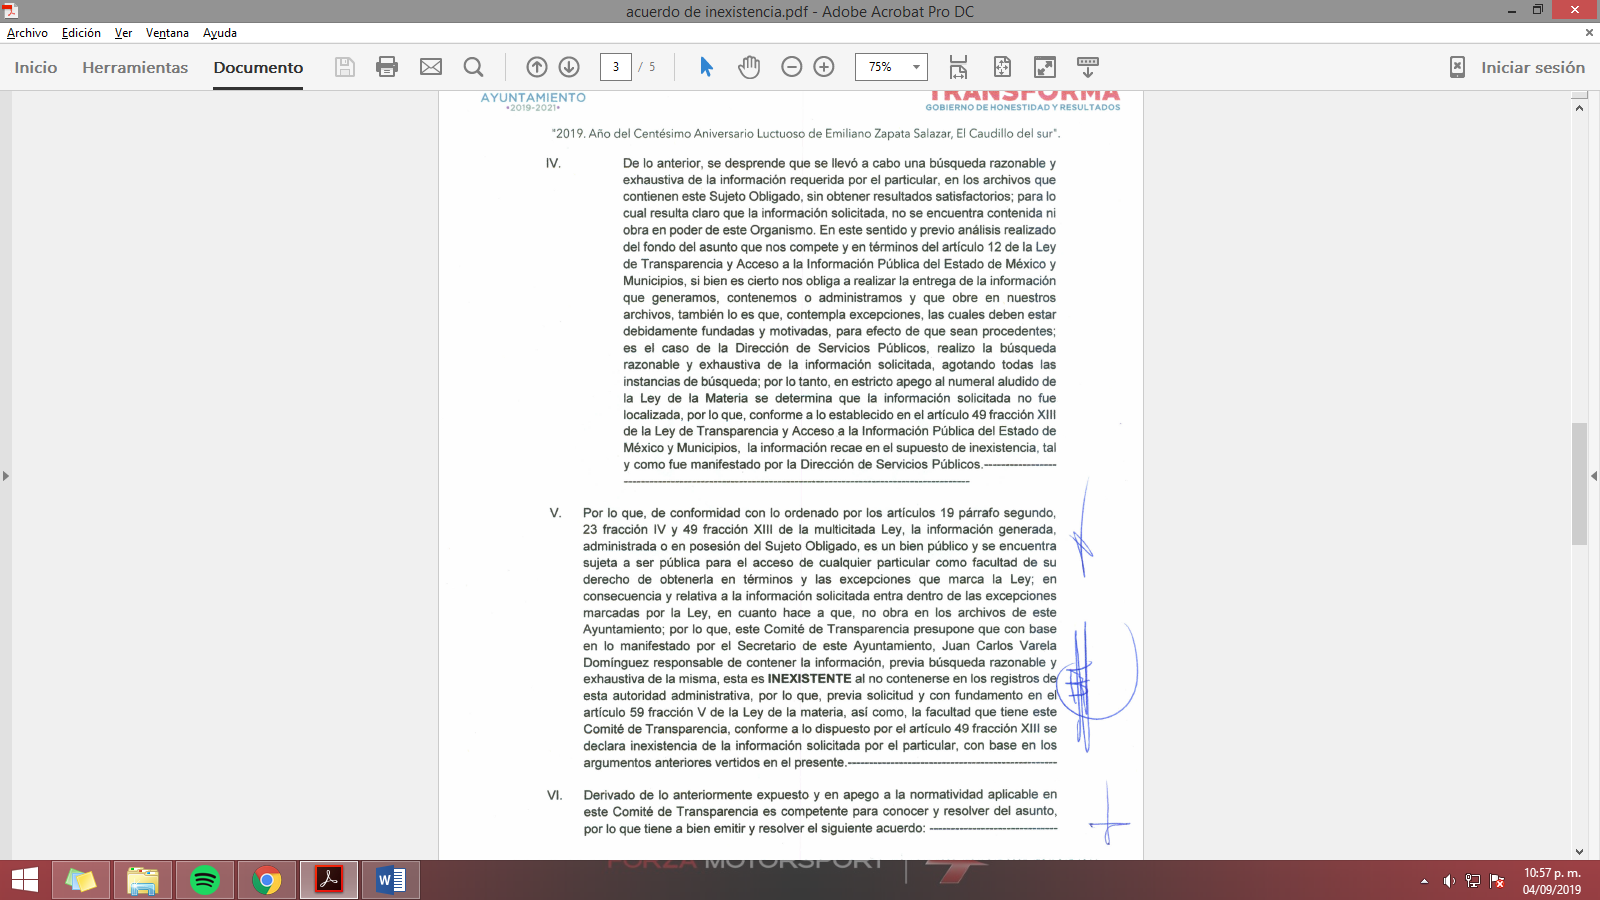 acuerdo de inexistencia.pdf - Adobe Acrobat Pro DC
Archivo Edición Ver Ventana Ayuda
Inicio Herramientas Documento 3 / 5 75% Iniciar sesión
AYUNTAMIENTO
•2019-2021•
TRANSFORMA
GOBIERNO DE HONESTIDAD Y RESULTADOS
"2019. Año del Centésimo Aniversario Luctuoso de Emiliano Zapata Salazar, El Caudillo del sur".
IV. De lo anterior, se desprende que se llevó a cabo una búsqueda razonable y
exhaustiva de la información requerida por el particular, en los archivos que
contienen este Sujeto Obligado, sin obtener resultados satisfactorios; para lo
cual resulta claro que la información solicitada, no se encuentra contenida ni
obra en poder de este Organismo. En este sentido y previo análisis realizado
del fondo del asunto que nos compete y en términos del artículo 12 de la Ley
de Transparencia y Acceso a la Información Pública del Estado de México y
Municipios, si bien es cierto nos obliga a realizar la entrega de la información
que generamos, contenemos o administramos y que obre en nuestros
archivos, también lo es que, contempla excepciones, las cuales deben estar
debidamente fundadas y motivadas, para efecto de que sean procedentes;
es el caso de la Dirección de Servicios Públicos, realizo la búsqueda
razonable y exhaustiva de la información solicitada, agotando todas las
instancias de búsqueda; por lo tanto, en estricto apego al numeral aludido de
la Ley de la Materia se determina que la información solicitada no fue
localizada, por lo que, conforme a lo establecido en el artículo 49 fracción XIII
de la Ley de Transparencia y Acceso a la Información Pública del Estado de
México y Municipios, la información recae en el supuesto de inexistencia, tal
y como fue manifestado por la Dirección de Servicios Públicos.-----------------
--------------------------------------------------------------------------------
V. Por lo que, de conformidad con lo ordenado por los artículos 19 párrafo segundo,
23 fracción IV y 49 fracción XIII de la multicitada Ley, la información generada,
administrada o en posesión del Sujeto Obligado, es un bien público y se encuentra
sujeta a ser pública para el acceso de cualquier particular como facultad de su
derecho de obtenerla en términos y las excepciones que marca la Ley; en
consecuencia y relativa a la información solicitada entra dentro de las excepciones
marcadas por la Ley, en cuanto hace a que, no obra en los archivos de este
Ayuntamiento; por lo que, este Comité de Transparencia presupone que con base
en lo manifestado por el Secretario de este Ayuntamiento, Juan Carlos Varela
Domínguez responsable de contener la información, previa búsqueda razonable y
exhaustiva de la misma, esta es INEXISTENTE al no contenerse en los registros de
esta autoridad administrativa, por lo que, previa solicitud y con fundamento en el
artículo 59 fracción V de la Ley de la materia, así como, la facultad que tiene este
Comité de Transparencia, conforme a lo dispuesto por el artículo 49 fracción XIII se
declara inexistencia de la información solicitada por el particular, con base en los
argumentos anteriores vertidos en el presente.-------------------------------------------------
VI. Derivado de lo anteriormente expuesto y en apego a la normatividad aplicable en
este Comité de Transparencia es competente para conocer y resolver del asunto,
por lo que tiene a bien emitir y resolver el siguiente acuerdo: ------------------------------
FORZA MOTORSPORT
10:57 p. m.
04/09/2019